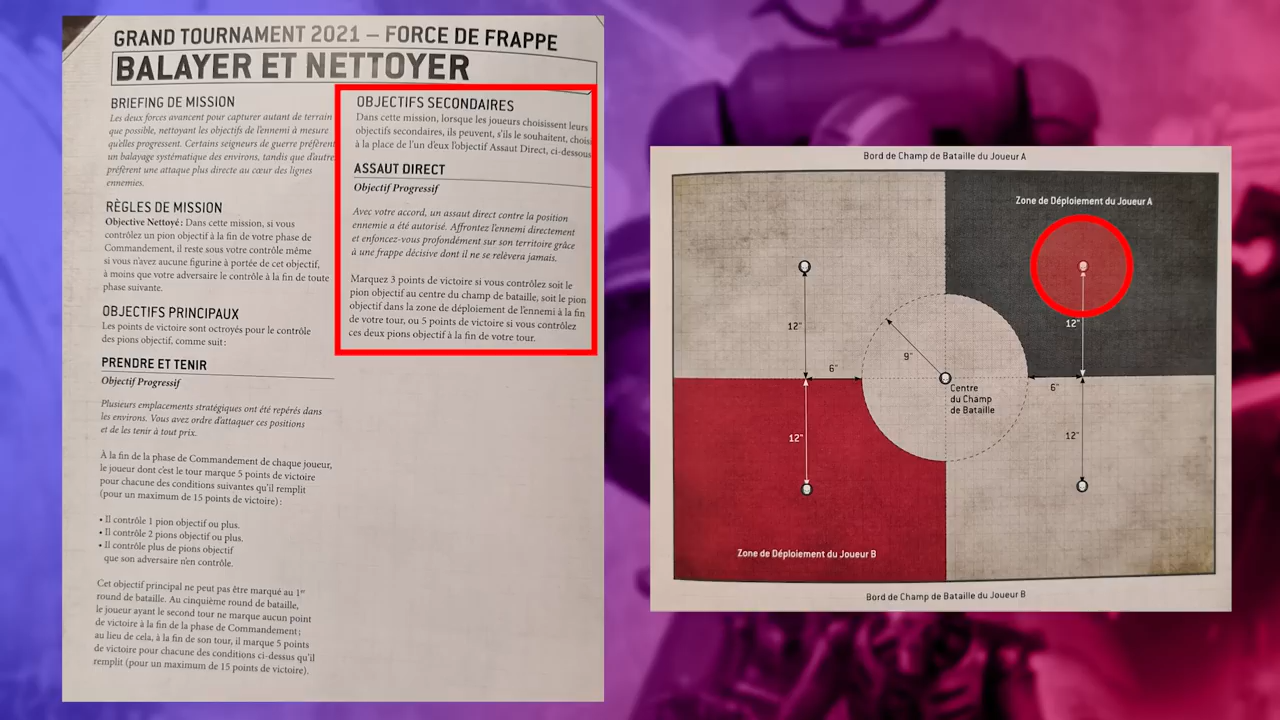 GRAND TOURNAMENT 2021 – FORCE DE FRAPPE
BALAYER ET NETTOYER
BRIEFING DE MISSION
Les deux forces avancent pour capturer autant de terrain
que possible, nettoyant les objectifs de l'ennemi à mesure
qu'elles progressent. Certains seigneurs de guerre préfèrent
un balayage systématique des environs, tandis que d'autres
préfèrent une attaque plus directe au cœur des lignes
ennemies.
RÈGLES DE MISSION
Objective Nettoyé : Dans cette mission, si vous
contrôlez un pion objectif à la fin de votre phase de
Commandement, il reste sous votre contrôle même
si vous n'avez aucune figurine à portée de cet objectif,
à moins que votre adversaire le contrôle à la fin de toute
phase suivante.
OBJECTIFS PRINCIPAUX
Les points de victoire sont octroyés pour le contrôle
des pions objectif, comme suit :
PRENDRE ET TENIR
Objectif Progressif
Plusieurs emplacements stratégiques ont été repérés dans
les environs. Vous avez ordre d'attaquer ces positions
et de les tenir à tout prix.
À la fin de la phase de Commandement de chaque joueur,
le joueur dont c'est le tour marque 5 points de victoire
pour chacune des conditions suivantes qu'il remplit
(pour un maximum de 15 points de victoire) :
• Il contrôle 1 pion objectif ou plus.
• Il contrôle 2 pions objectif ou plus.
• Il contrôle plus de pions objectif
que son adversaire n'en contrôle.
Cet objectif principal ne peut pas être marqué au 1er
round de bataille. Au cinquième round de bataille,
le joueur ayant le second tour ne marque aucun point
de victoire à la fin de la phase de Commandement ;
au lieu de cela, à la fin de son tour, il marque 5 points
de victoire pour chacune des conditions ci-dessus qu'il
remplit (pour un maximum de 15 points de victoire).
OBJECTIFS SECONDAIRES
Dans cette mission, lorsque les joueurs choisissent leurs
objectifs secondaires, ils peuvent, s'ils le souhaitent, chois
à la place de l'un d'eux l'objectif Assaut Direct, ci-dessous
ASSAUT DIRECT
Objectif Progressif
Avec votre accord, un assaut direct contre la position
ennemie a été autorisé. Affrontez l'ennemi directement
et enfoncez-vous profondément sur son territoire grâce
à une frappe décisive dont il ne se relèvera jamais.
Marquez 3 points de victoire si vous contrôlez soit le
pion objectif au centre du champ de bataille, soit le pion
objectif dans la zone de déploiement de l'ennemi à la fin
de votre tour, ou 5 points de victoire si vous contrôlez
ces deux pions objectif à la fin de votre tour.
Bord de Champ de Bataille du Joueur A
Zone de Déploiement du Joueur A
12"
12"
9"
6"
6"
Centre
du Champ
de Bataille
12"
12"
Zone de Déploiement du Joueur B
Bord de Champ de Bataille du Joueur B